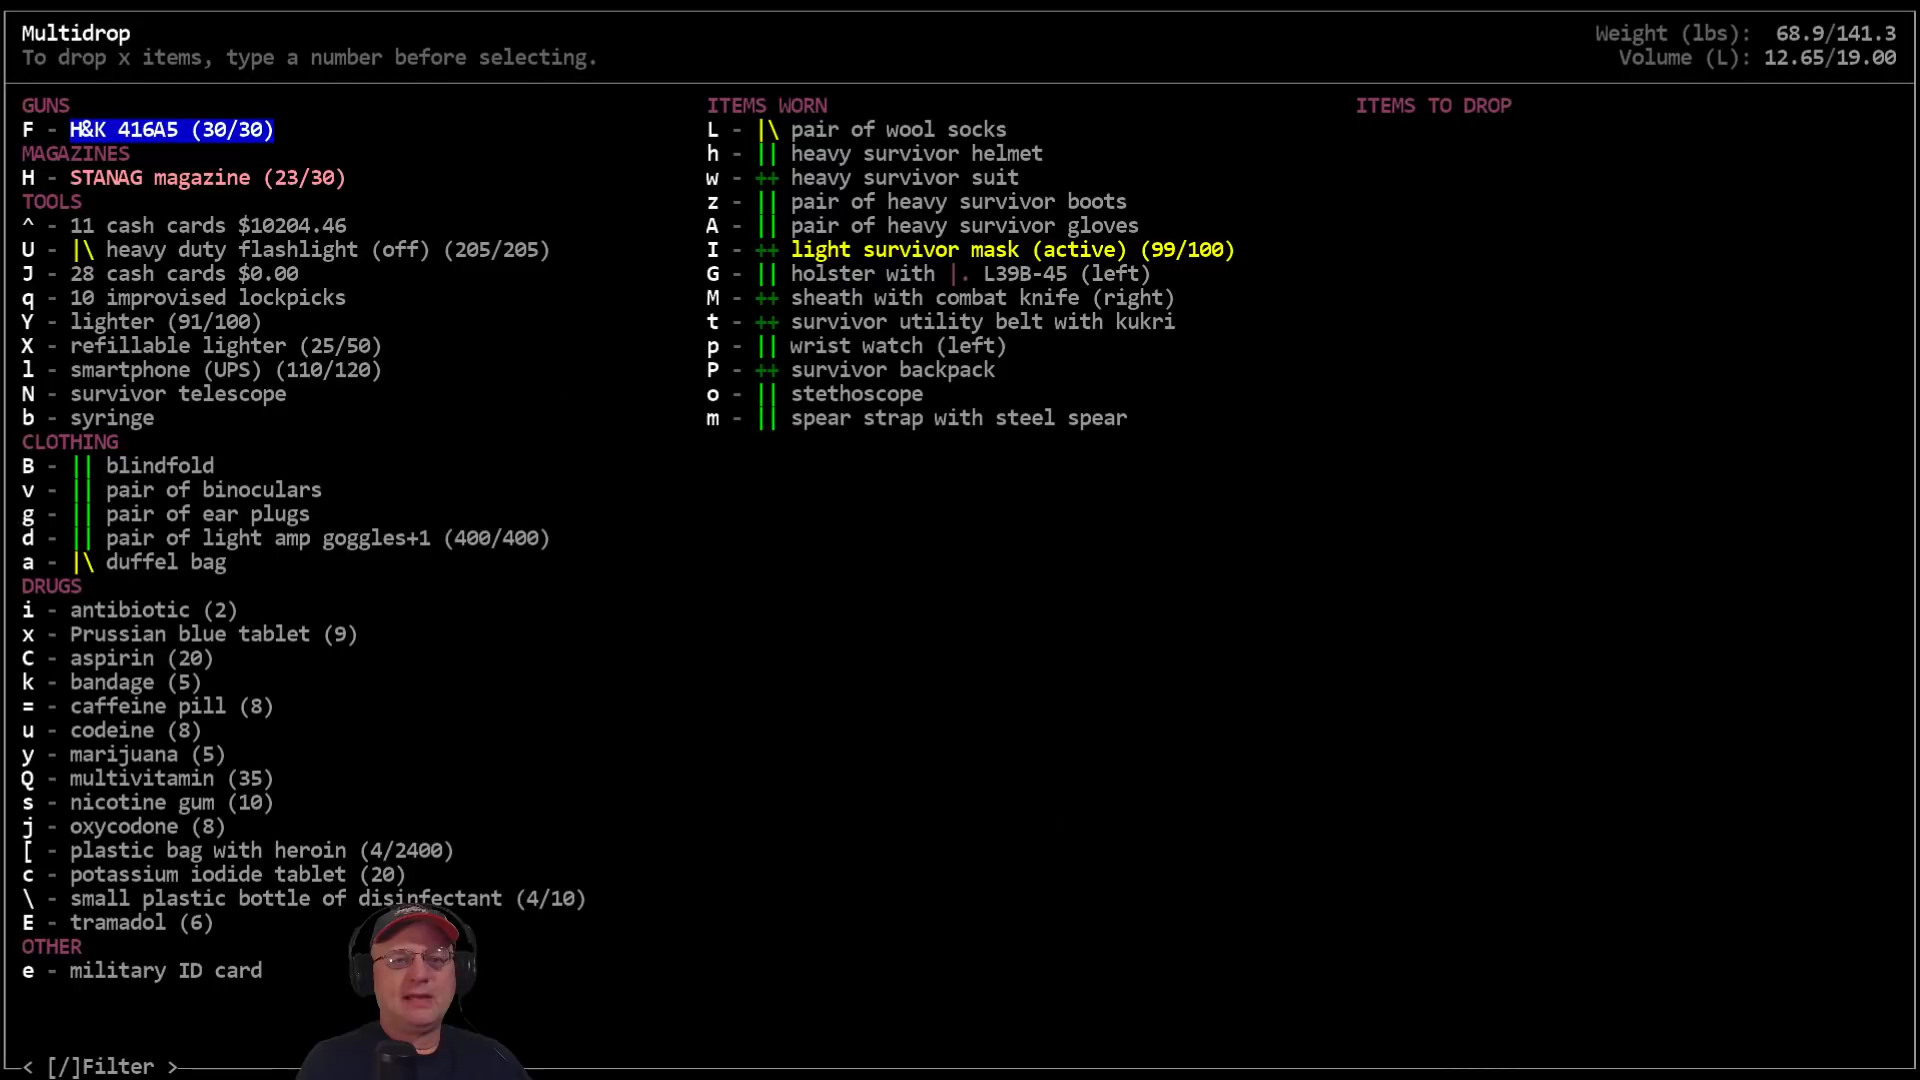 Multidrop
To drop x items, type a number before selecting.
Weight (lbs): 68.9/141.3
Volume (L): 12.65/19.00
GUNS
F - H&K 416A5 (30/30)
MAGAZINES
H - STANAG magazine (23/30)
TOOLS
^ - 11 cash cards $10204.46
U - |\ heavy duty flashlight (off) (205/205)
J - 28 cash cards $0.00
q - 10 improvised lockpicks
Y - lighter (91/100)
X - refillable lighter (25/50)
l - smartphone (UPS) (110/120)
N - survivor telescope
b - syringe
CLOTHING
B - || blindfold
v - || pair of binoculars
g - || pair of ear plugs
d - || pair of light amp goggles+1 (400/400)
a - |\ duffel bag
DRUGS
i - antibiotic (2)
x - Prussian blue tablet (9)
C - aspirin (20)
k - bandage (5)
= - caffeine pill (8)
u - codeine (8)
y - marijuana (5)
Q - multivitamin (35)
s - nicotine gum (10)
j - oxycodone (8)
[ - plastic bag with heroin (4/2400)
c - potassium iodide tablet (20)
\ - small plastic bottle of disinfectant (4/10)
E - tramadol (6)
OTHER
e - military ID card
ITEMS WORN
L - |\ pair of wool socks
h - || heavy survivor helmet
w - ++ heavy survivor suit
z - || pair of heavy survivor boots
A - || pair of heavy survivor gloves
I - ++ light survivor mask (active) (99/100)
G - || holster with |. L39B-45 (left)
M - ++ sheath with combat knife (right)
t - ++ survivor utility belt with kukri
p - || wrist watch (left)
P - ++ survivor backpack
o - || stethoscope
m - || spear strap with steel spear
ITEMS TO DROP
< [/]Filter >